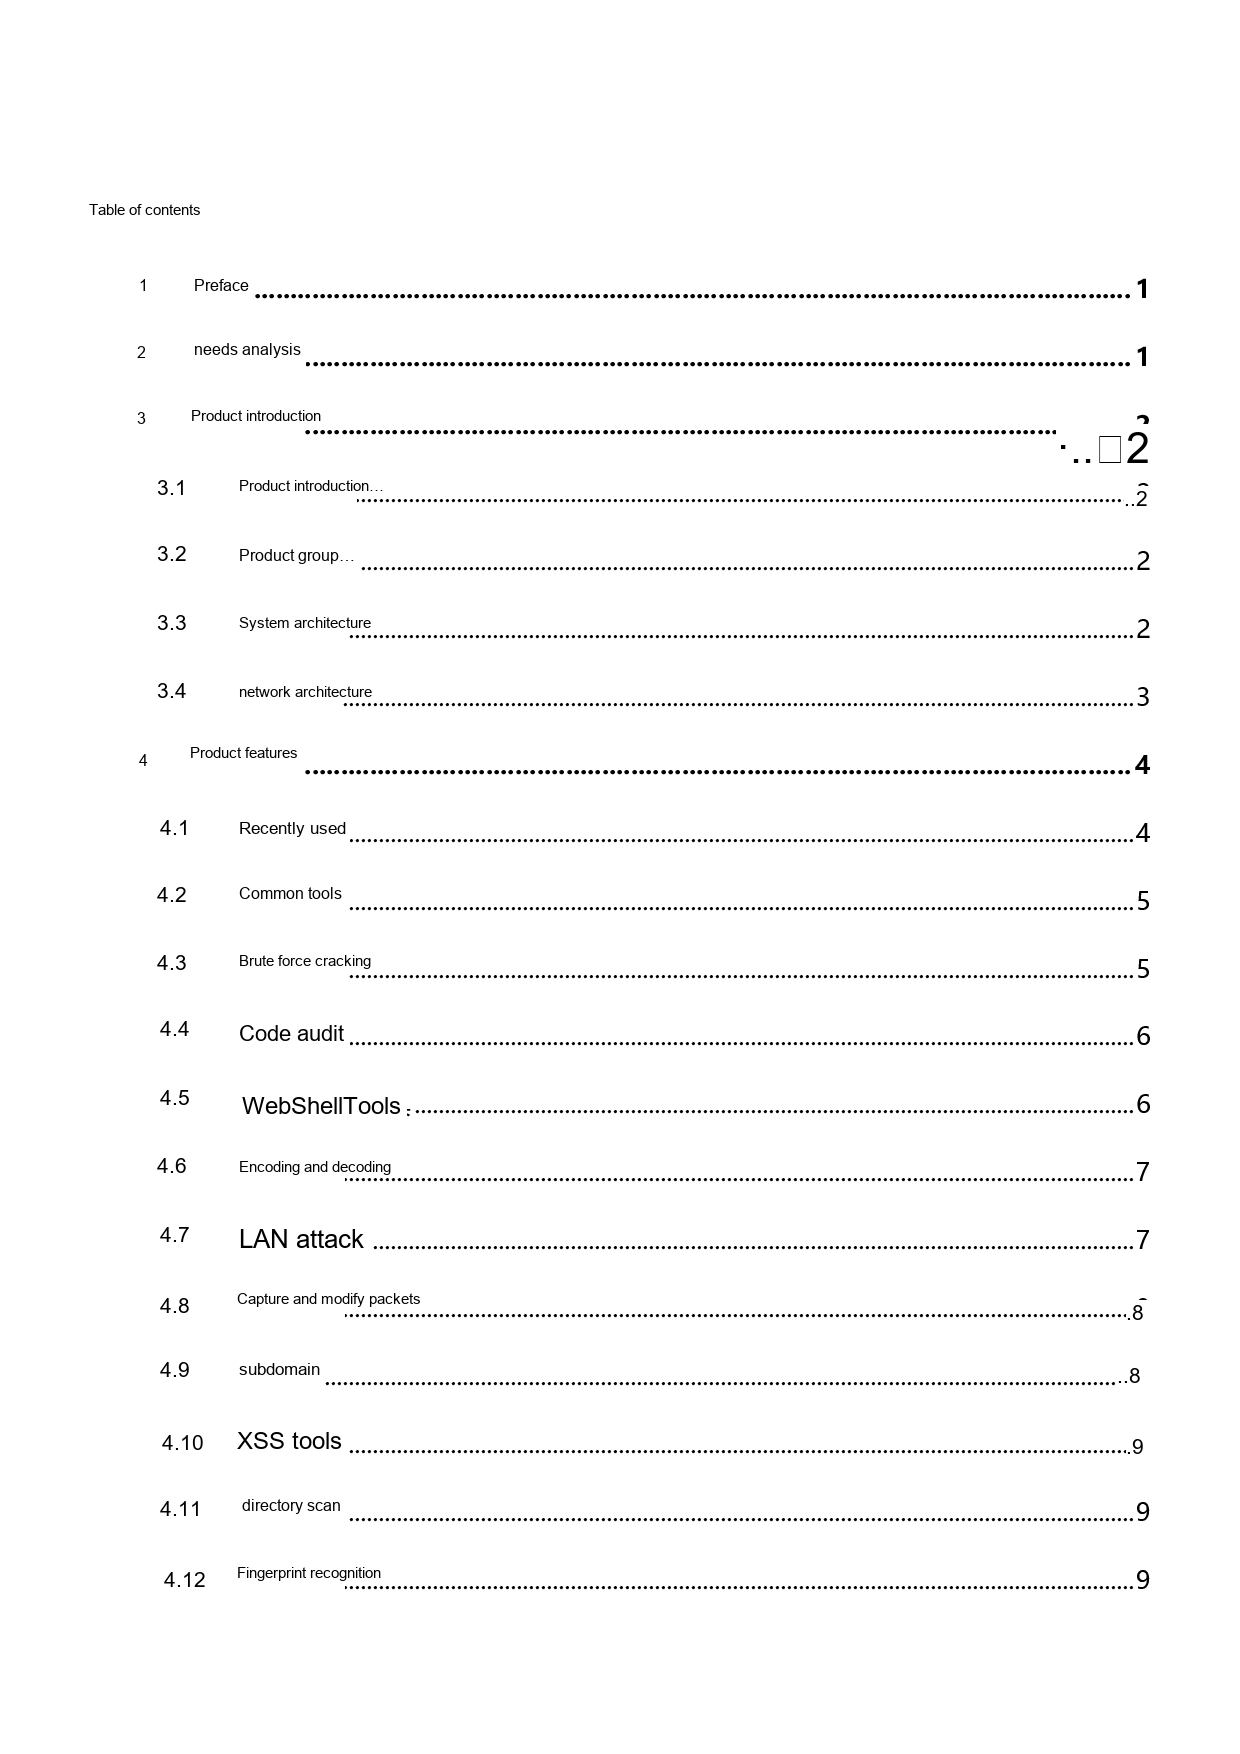 Table of contents
1 Preface ........ 1
2 needs analysis ........ 1
3 Product introduction ........ 2
3.1 Product introduction… ........ 2
3.2 Product group… ........ 2
3.3 System architecture ........ 2
3.4 network architecture ........ 3
4 Product features ........ 4
4.1 Recently used ........ 4
4.2 Common tools ........ 5
4.3 Brute force cracking ........ 5
4.4 Code audit ........ 6
4.5 WebShellTools ........ 6
4.6 Encoding and decoding ........ 7
4.7 LAN attack ........ 7
4.8 Capture and modify packets ........ 8
4.9 subdomain ........ 8
4.10 XSS tools ........ 9
4.11 directory scan ........ 9
4.12 Fingerprint recognition ........ 9